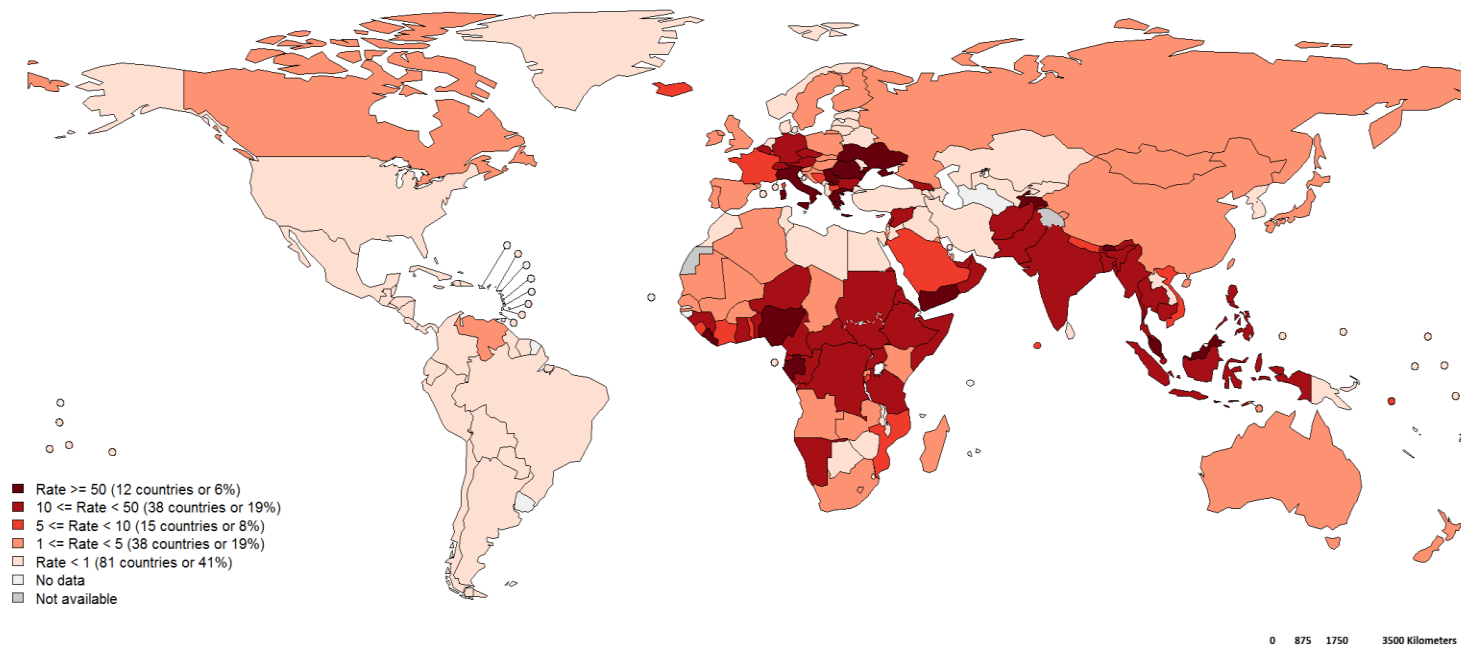 Rate >= 50 (12 countries or 6%)
10 <= Rate < 50 (38 countries or 19%)
5 <= Rate < 10 (15 countries or 8%)
1 <= Rate < 5 (38 countries or 19%)
Rate < 1 (81 countries or 41%)
No data
Not available
0 875 1750 3500 Kilometers